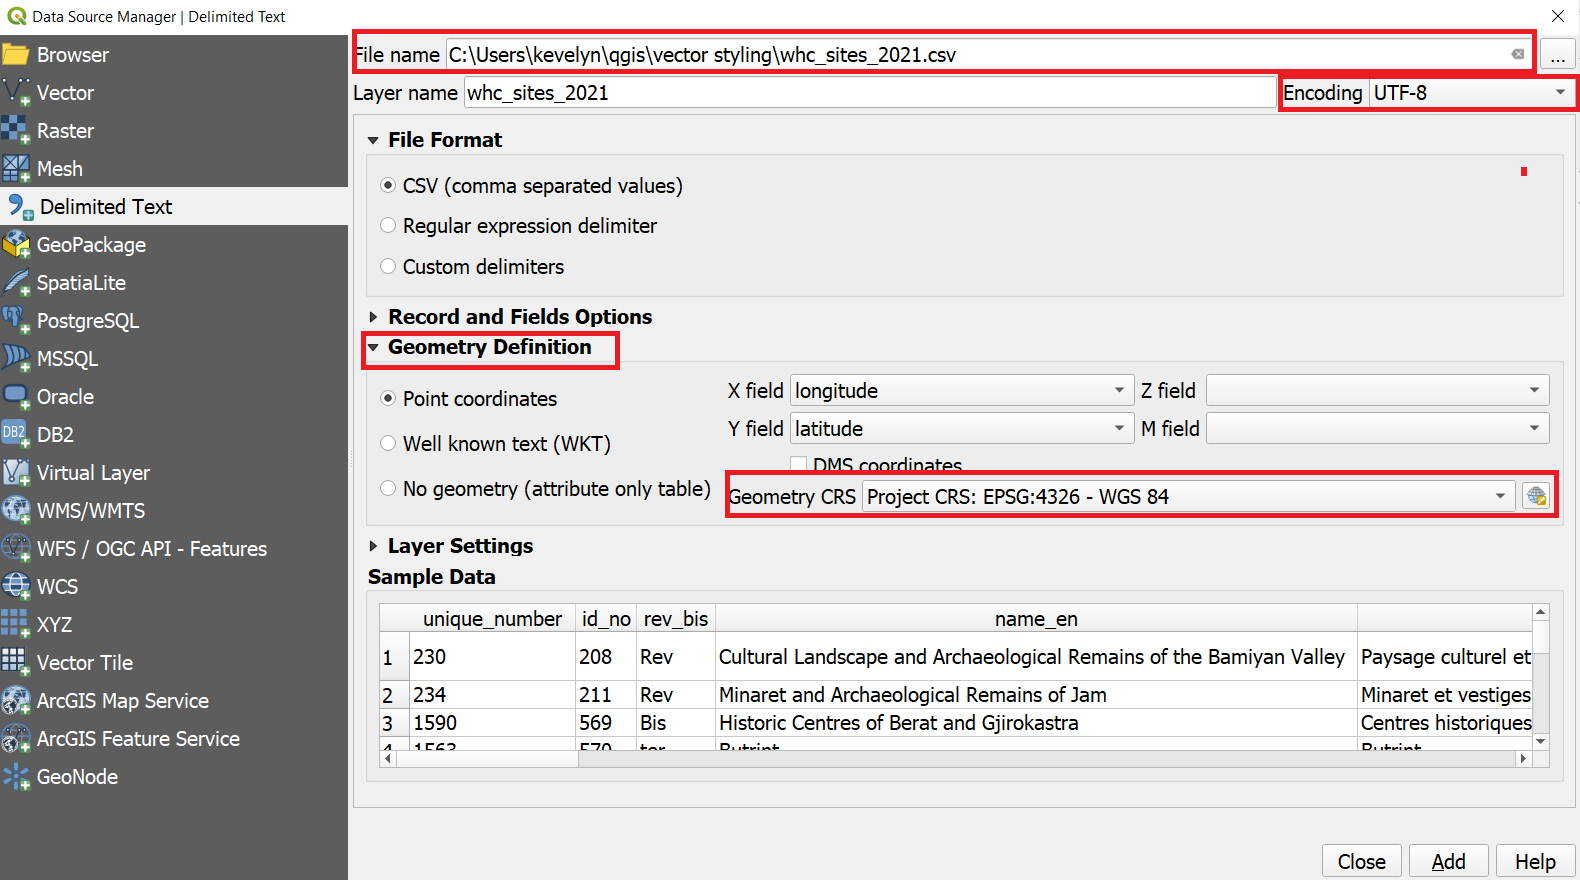 Data Source Manager | Delimited Text
Browser
Vector
Raster
Mesh
Delimited Text
GeoPackage
SpatiaLite
PostgreSQL
MSSQL
Oracle
DB2
DB2
Virtual Layer
WMS/WMTS
WFS / OGC API - Features
WCS
XYZ
Vector Tile
ArcGIS Map Service
ArcGIS Feature Service
GeoNode
File name C:\Users\kevelyn\qgis\vector styling\whc_sites_2021.csv ...
Layer name whc_sites_2021 Encoding UTF-8
File Format
CSV (comma separated values)
Regular expression delimiter
Custom delimiters
Record and Fields Options
Geometry Definition
Point coordinates
Well known text (WKT)
No geometry (attribute only table)
X field longitude Z field
Y field latitude M field
DMS coordinates
Geometry CRS Project CRS: EPSG:4326 - WGS 84
Layer Settings
Sample Data
unique_number id_no rev_bis name_en
1 230 208 Rev Cultural Landscape and Archaeological Remains of the Bamiyan Valley Paysage culturel et
2 234 211 Rev Minaret and Archaeological Remains of Jam Minaret et vestiges
3 1590 569 Bis Historic Centres of Berat and Gjirokastra Centres historiques
4 1563 570 ter Butrint Butrint
Close Add Help